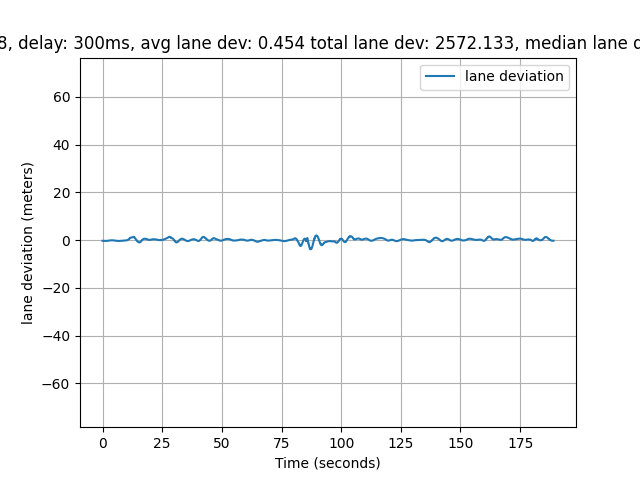 8, delay: 300ms, avg lane dev: 0.454 total lane dev: 2572.133, median lane
lane deviation
60
40
20
0
−20
−40
−60
lane deviation (meters)
0 25 50 75 100 125 150 175
Time (seconds)